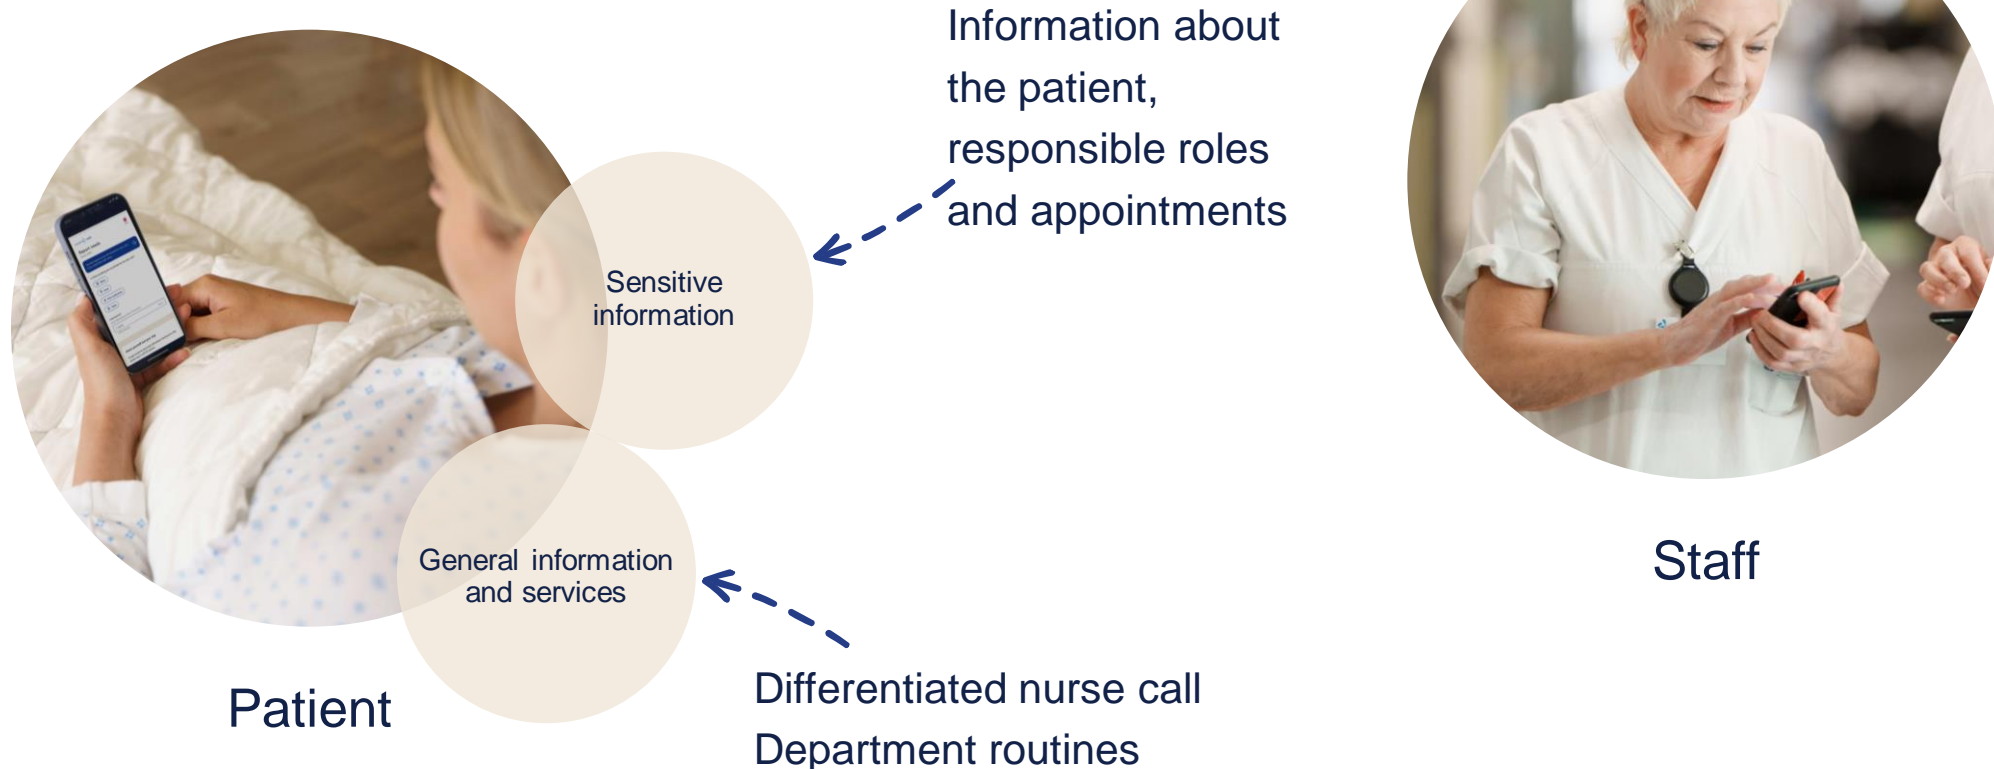 Information about
the patient,
responsible roles
and appointments
Sensitive
information
General information
and services
Staff
Patient
Differentiated nurse call
Department routines